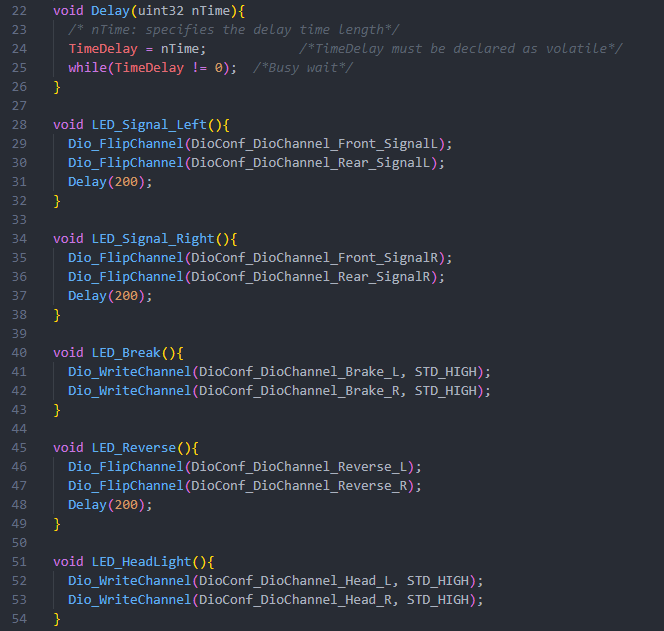 22 void Delay(uint32 nTime){
23 /* nTime: specifies the delay time length*/
24 TimeDelay = nTime; /*TimeDelay must be declared as volatile*/
25 while(TimeDelay != 0); /*Busy wait*/
26 }
27
28 void LED_Signal_Left(){
29 Dio_FlipChannel(DioConf_DioChannel_Front_SignalL);
30 Dio_FlipChannel(DioConf_DioChannel_Rear_SignalL);
31 Delay(200);
32 }
33
34 void LED_Signal_Right(){
35 Dio_FlipChannel(DioConf_DioChannel_Front_SignalR);
36 Dio_FlipChannel(DioConf_DioChannel_Rear_SignalR);
37 Delay(200);
38 }
39
40 void LED_Break(){
41 Dio_WriteChannel(DioConf_DioChannel_Brake_L, STD_HIGH);
42 Dio_WriteChannel(DioConf_DioChannel_Brake_R, STD_HIGH);
43 }
44
45 void LED_Reverse(){
46 Dio_FlipChannel(DioConf_DioChannel_Reverse_L);
47 Dio_FlipChannel(DioConf_DioChannel_Reverse_R);
48 Delay(200);
49 }
50
51 void LED_HeadLight(){
52 Dio_WriteChannel(DioConf_DioChannel_Head_L, STD_HIGH);
53 Dio_WriteChannel(DioConf_DioChannel_Head_R, STD_HIGH);
54 }